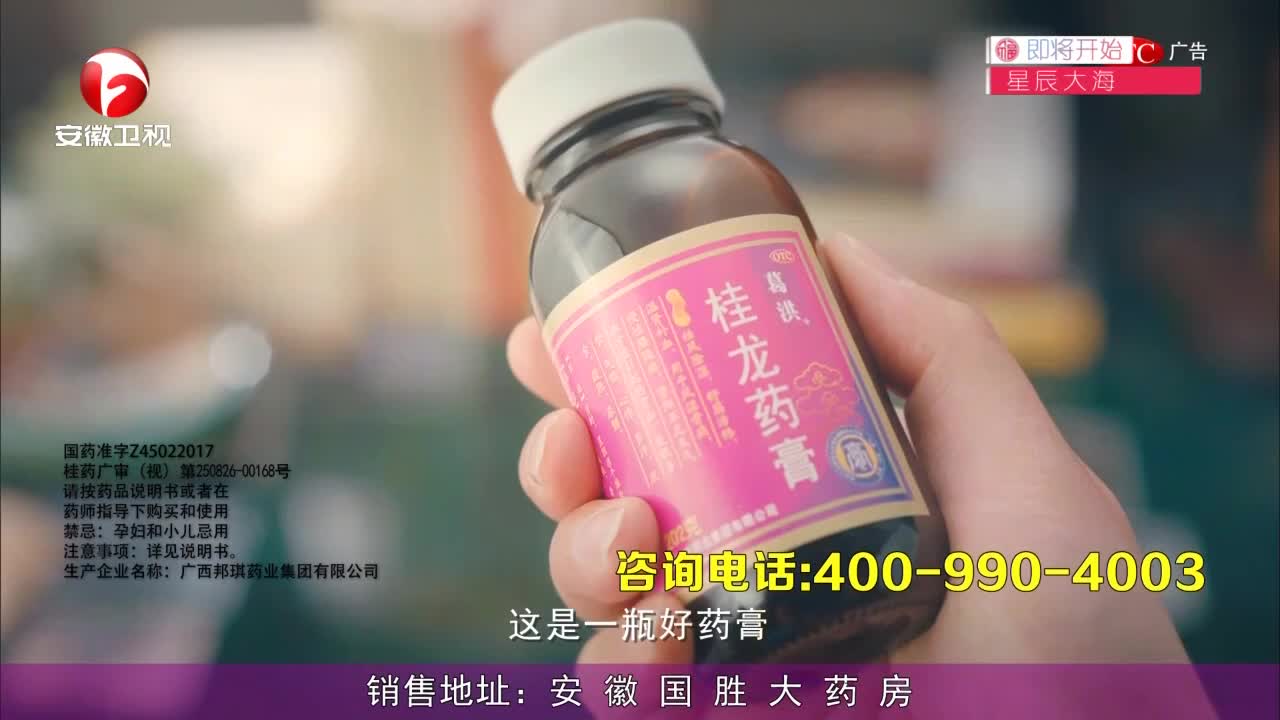 安徽卫视
即将开始
TC 广告
星辰大海
OTC
葛洪
桂龙药膏
202克
国药准字Z45022017
桂药广审（视）第250826-00168号
请按药品说明书或者在
药师指导下购买和使用
禁忌：孕妇和小儿忌用
注意事项：详见说明书。
生产企业名称：广西邦琪药业集团有限公司
咨询电话:400-990-4003
这是一瓶好药膏
销售地址：安徽国胜大药房